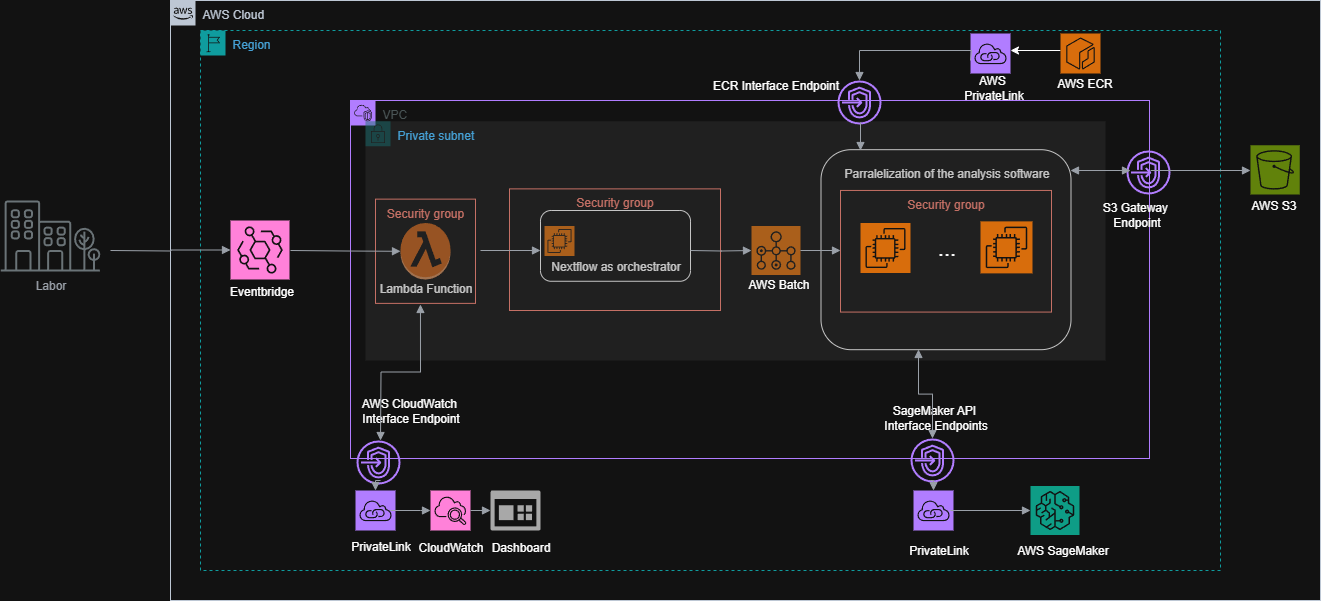 aws
AWS Cloud
Region
ECR Interface Endpoint
AWS
PrivateLink
AWS ECR
VPC
Private subnet
Parralelization of the analysis software
Security group
Security group
Security group
...
Nextflow as orchestrator
Lambda Function
AWS Batch
S3 Gateway
Endpoint
AWS S3
Labor
Eventbridge
AWS CloudWatch
Interface Endpoint
SageMaker API
Interface Endpoints
PrivateLink
CloudWatch
Dashboard
PrivateLink
AWS SageMaker